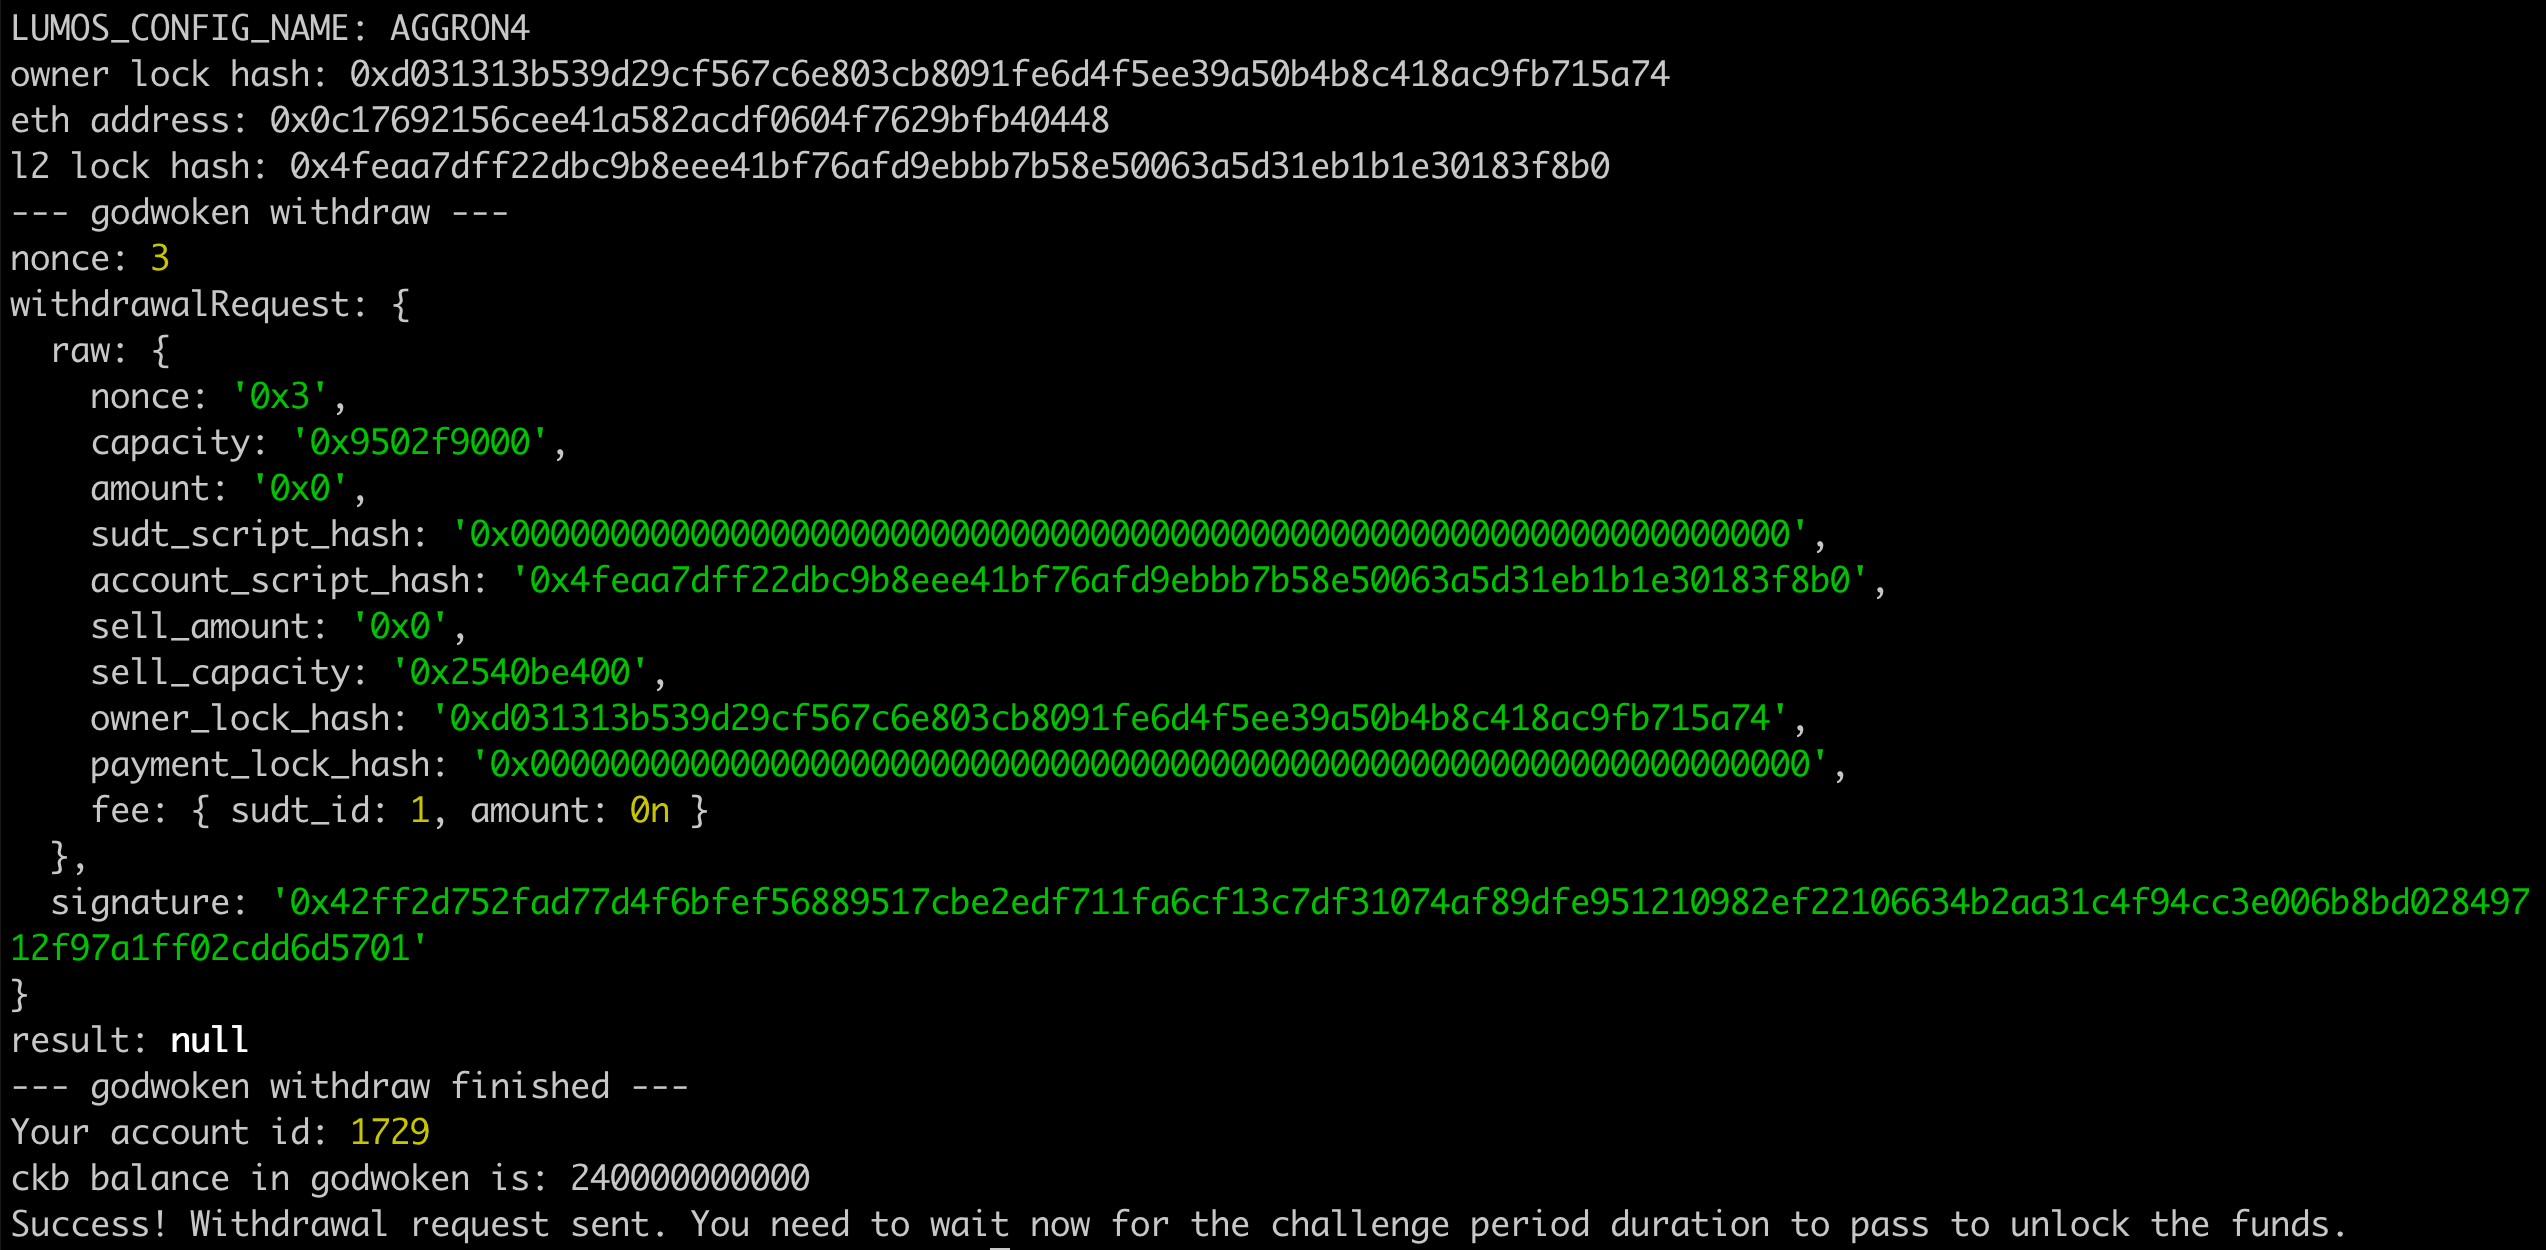 LUMOS_CONFIG_NAME: AGGRON4
owner lock hash: 0xd031313b539d29cf567c6e803cb8091fe6d4f5ee39a50b4b8c418ac9fb715a74
eth address: 0x0c17692156cee41a582acdf0604f7629bfb40448
l2 lock hash: 0x4feaa7dff22dbc9b8eee41bf76afd9ebbb7b58e50063a5d31eb1b1e30183f8b0
--- godwoken withdraw ---
nonce: 3
withdrawalRequest: {
  raw: {
    nonce: '0x3',
    capacity: '0x9502f9000',
    amount: '0x0',
    sudt_script_hash: '0x0000000000000000000000000000000000000000000000000000000000000000',
    account_script_hash: '0x4feaa7dff22dbc9b8eee41bf76afd9ebbb7b58e50063a5d31eb1b1e30183f8b0',
    sell_amount: '0x0',
    sell_capacity: '0x2540be400',
    owner_lock_hash: '0xd031313b539d29cf567c6e803cb8091fe6d4f5ee39a50b4b8c418ac9fb715a74',
    payment_lock_hash: '0x0000000000000000000000000000000000000000000000000000000000000000',
    fee: { sudt_id: 1, amount: 0n }
  },
  signature: '0x42ff2d752fad77d4f6bfef56889517cbe2edf711fa6cf13c7df31074af89dfe951210982ef22106634b2aa31c4f94cc3e006b8bd028497
12f97a1ff02cdd6d5701'
}
result: null
--- godwoken withdraw finished ---
Your account id: 1729
ckb balance in godwoken is: 240000000000
Success! Withdrawal request sent. You need to wait now for the challenge period duration to pass to unlock the funds.